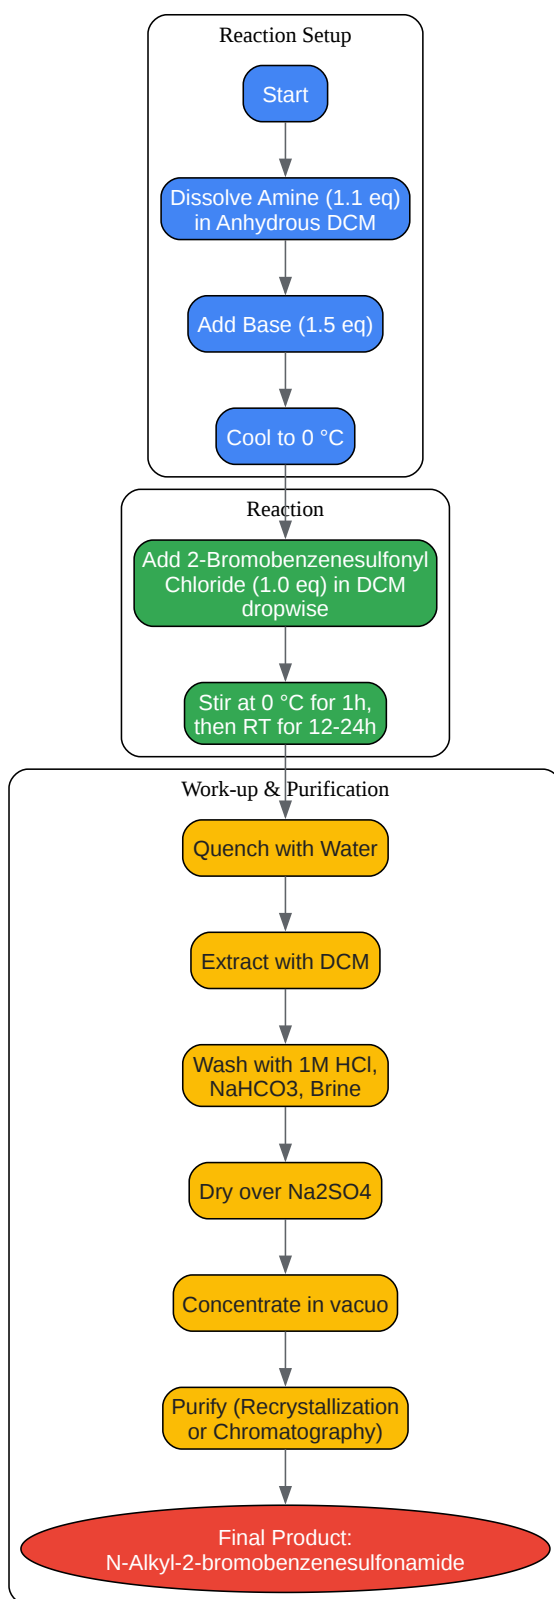 Reaction Setup
Start
Dissolve Amine (1.1 eq)
in Anhydrous DCM
Add Base (1.5 eq)
Cool to 0 °C
Reaction
Add 2-Bromobenzenesulfonyl
Chloride (1.0 eq) in DCM
dropwise
Stir at 0 °C for 1h,
then RT for 12-24h
Work-up & Purification
Quench with Water
Extract with DCM
Wash with 1M HCl,
NaHCO3, Brine
Dry over Na2SO4
Concentrate in vacuo
Purify (Recrystallization
or Chromatography)
Final Product:
N-Alkyl-2-bromobenzenesulfonamide